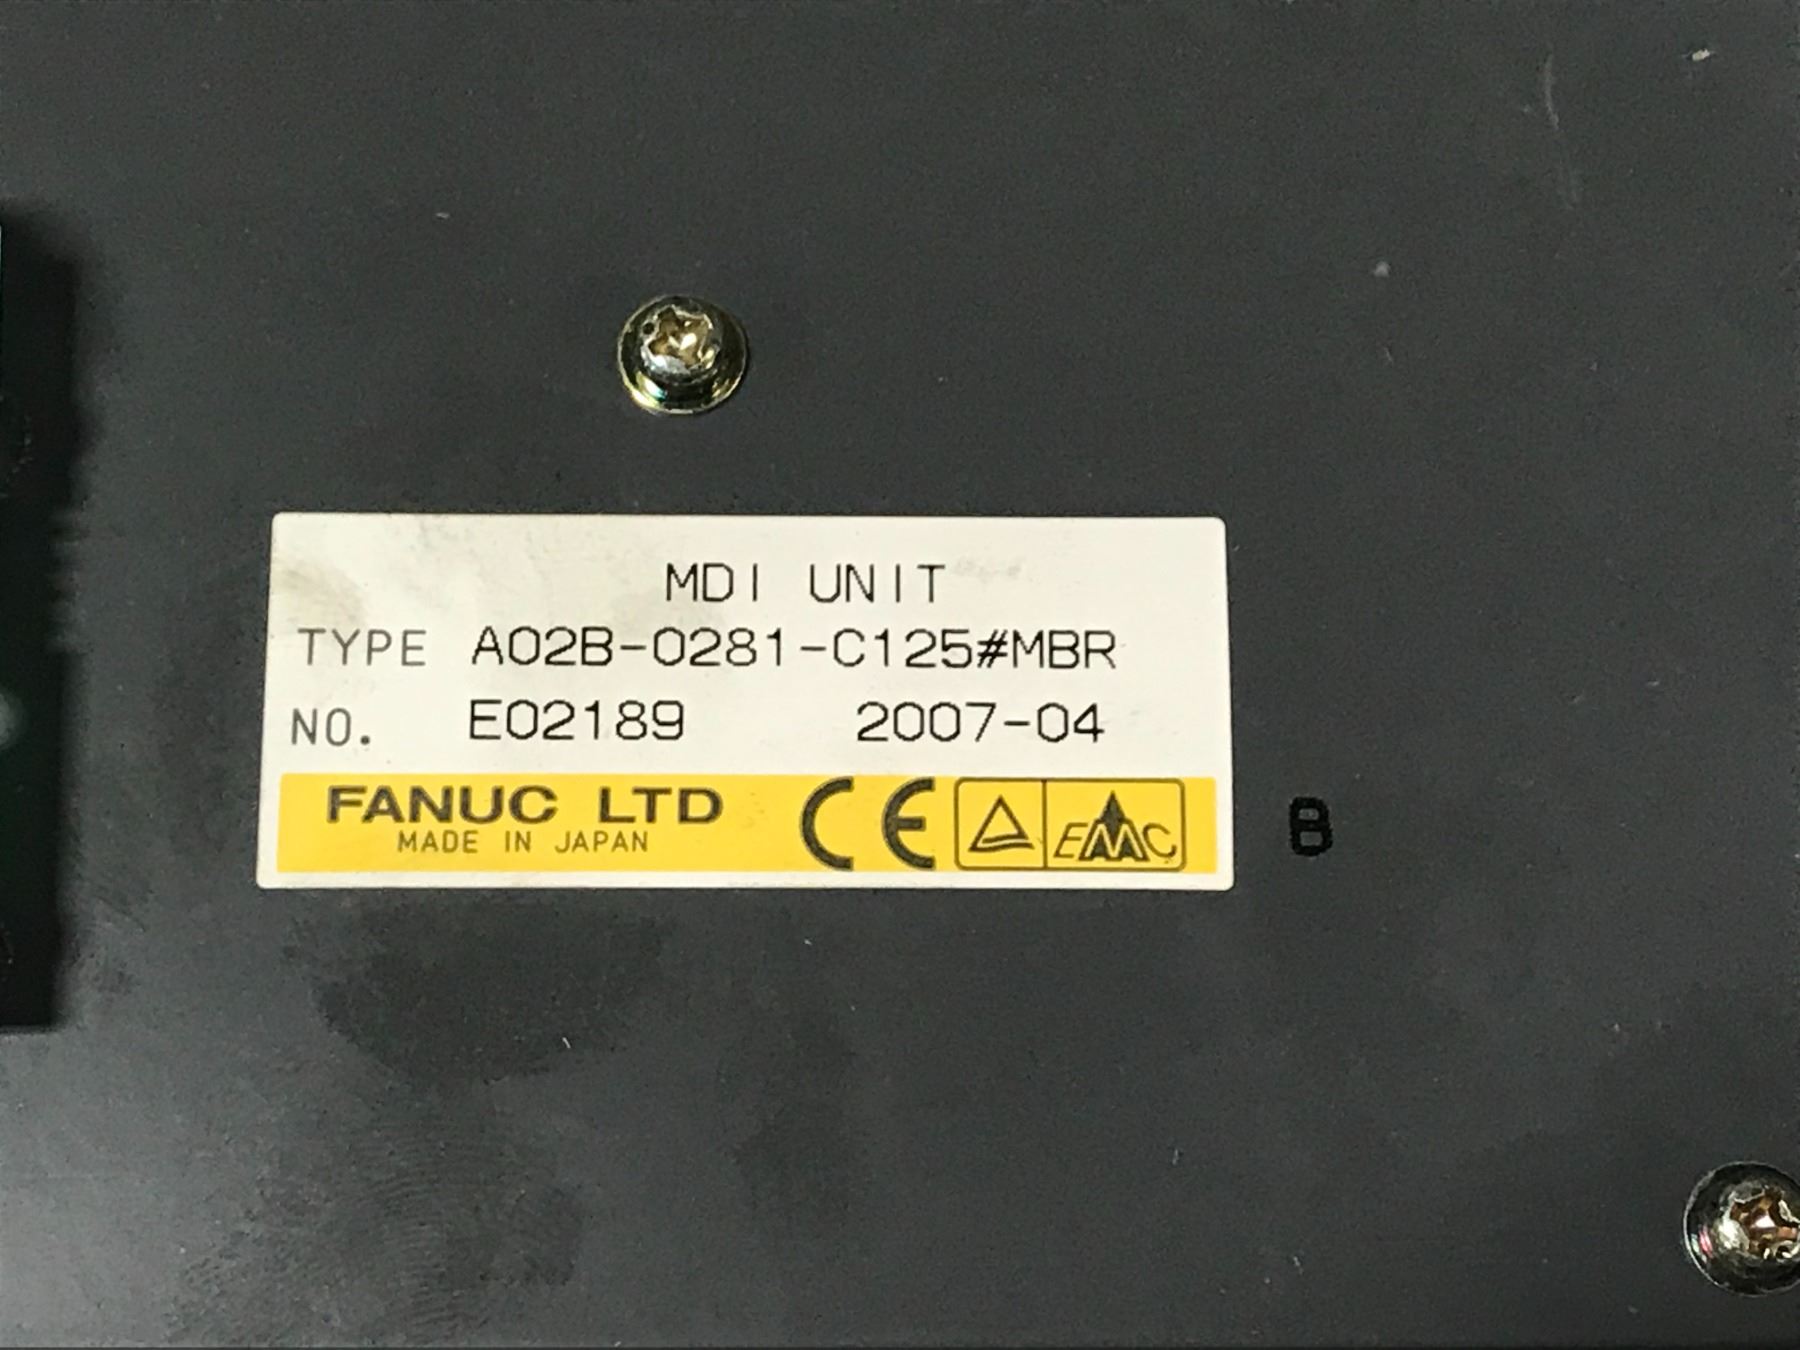 MDI UNIT
TYPE A02B-0281-C125#MBR
NO. E02189 2007-04
FANUC LTD
MADE IN JAPAN
CE
EMC
B